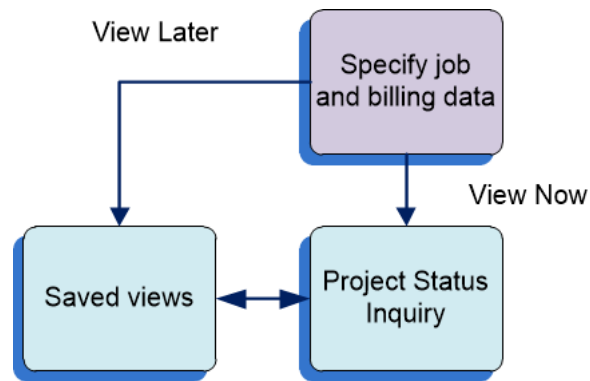 View Later
Specify job
and billing data
View Now
Saved views
Project Status
Inquiry